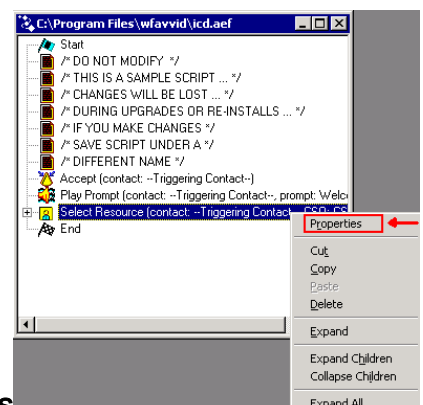 C:\Program Files\wfavvid\icd.aef
Start
/* DO NOT MODIFY */
/* THIS IS A SAMPLE SCRIPT ... */
/* CHANGES WILL BE LOST ... */
/* DURING UPGRADES OR RE-INSTALLS ... */
/* IF YOU MAKE CHANGES */
/* SAVE SCRIPT UNDER A */
/* DIFFERENT NAME */
Accept (contact: --Triggering Contact--)
Play Prompt (contact: --Triggering Contact--, prompt: Welc
Select Resource (contact: --Triggering Contact
End
Properties
Cut
Copy
Paste
Delete
Expand
Expand Children
Collapse Children
Expand All
s